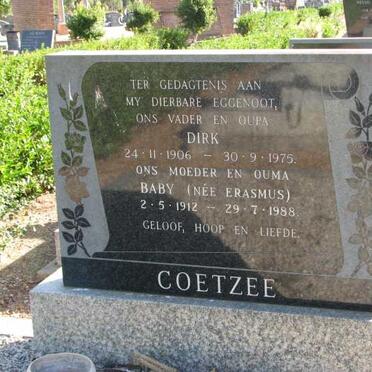 TER GEDAGTENIS AAN
MY DIERBARE EGGENOOT,
ONS VADER EN OUPA
DIRK
24·11·1906 – 30·9·1975.
ONS MOEDER EN OUMA
BABY (NÉE ERASMUS)
2·5·1912 – 29·7·1988.
GELOOF, HOOP EN LIEFDE.
COETZEE